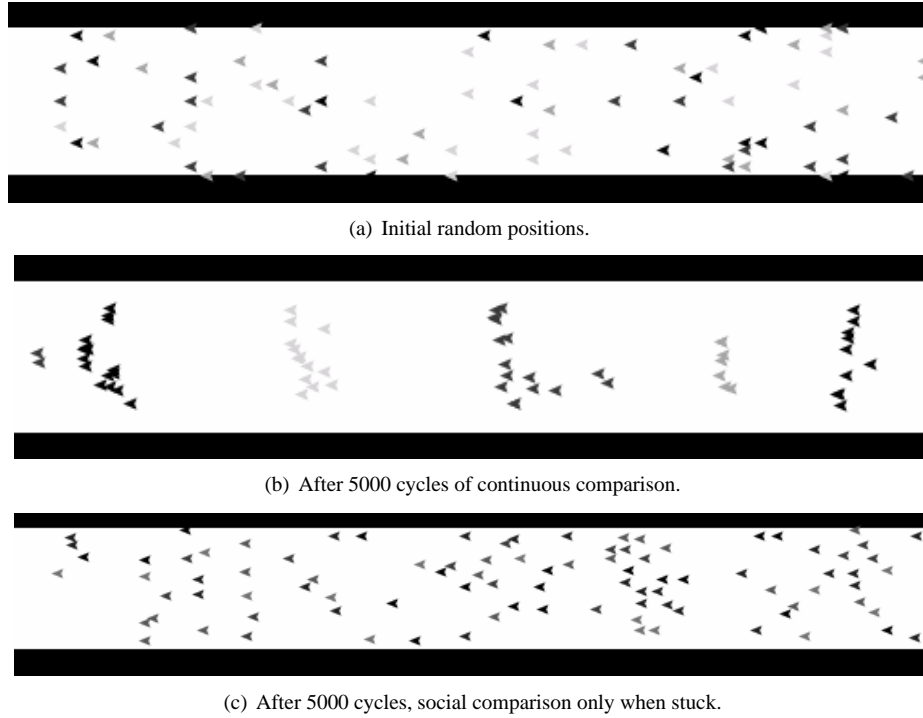 (a) Initial random positions.
(b) After 5000 cycles of continuous comparison.
(c) After 5000 cycles, social comparison only when stuck.